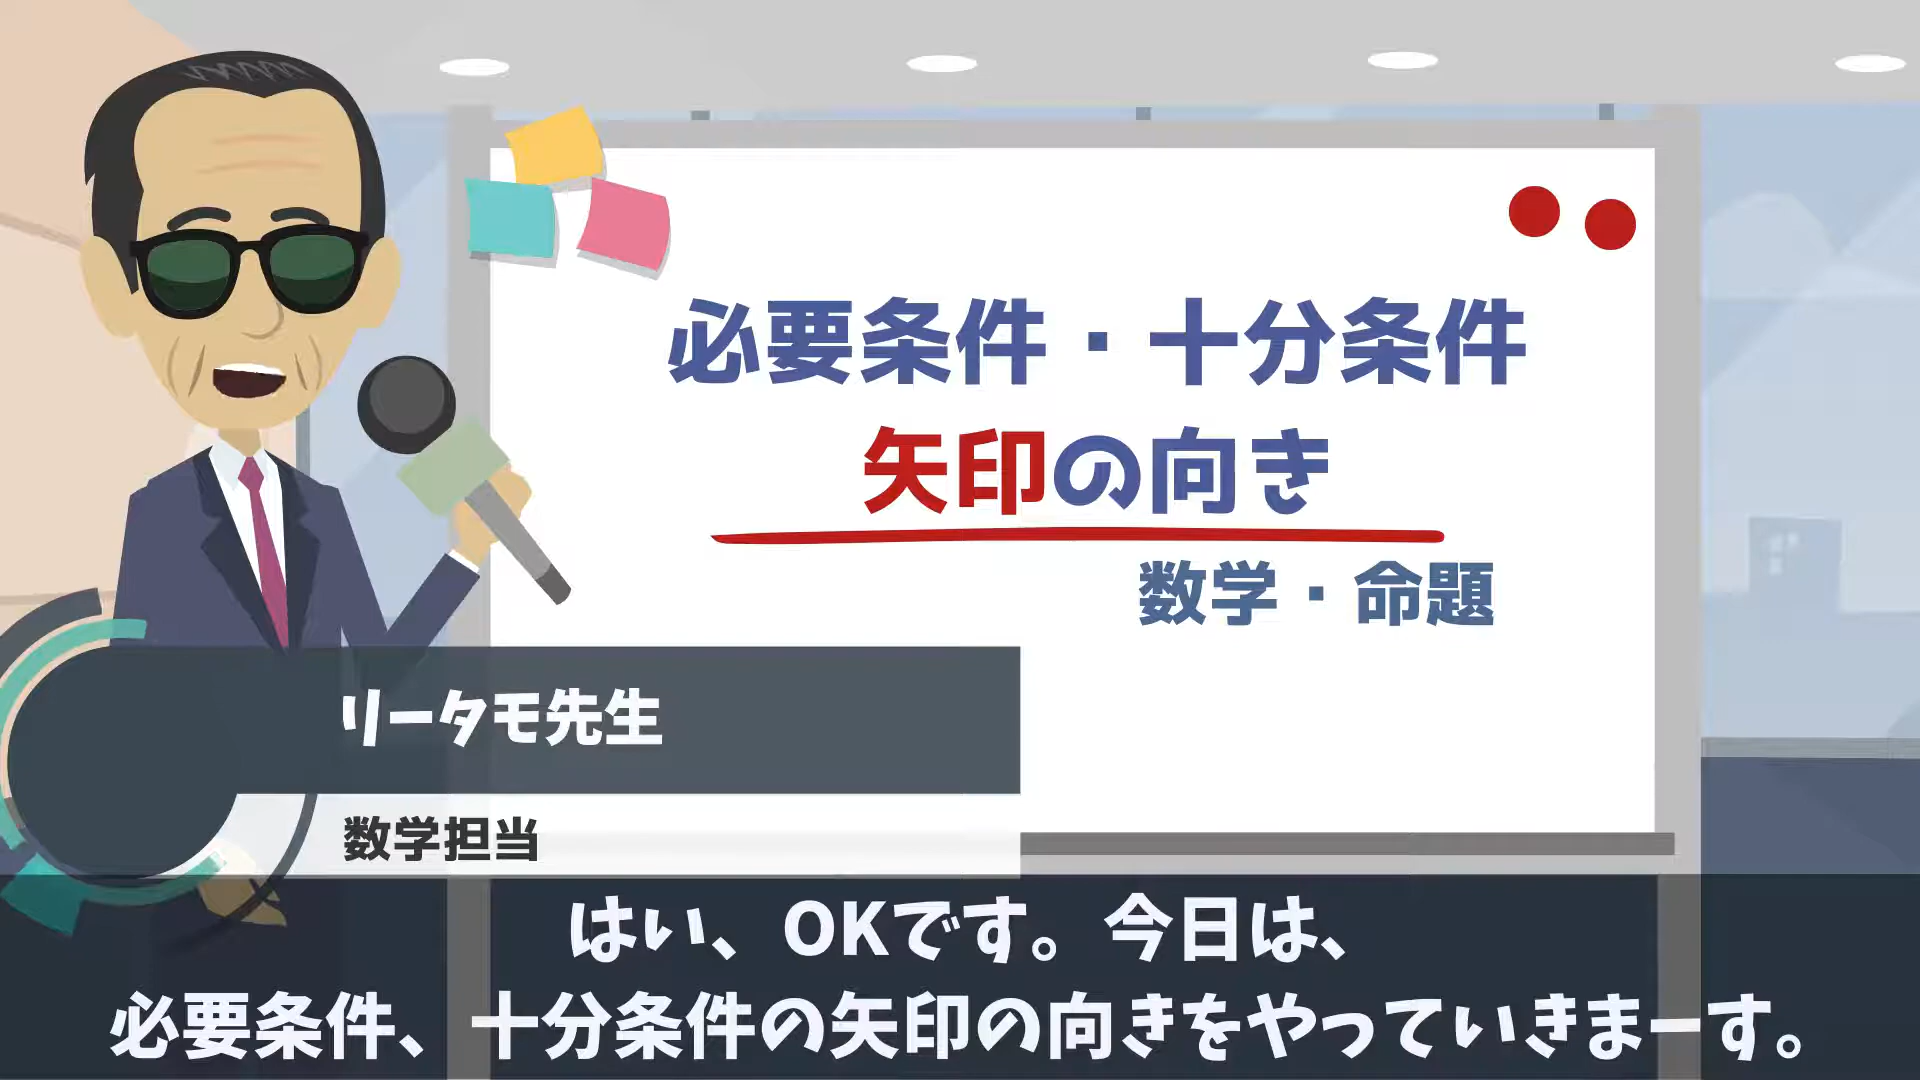 必要条件・十分条件
矢印の向き
数学・命題
リータモ先生
数学担当
はい、OKです。今日は、
必要条件、十分条件の矢印の向きをやっていきまーす。